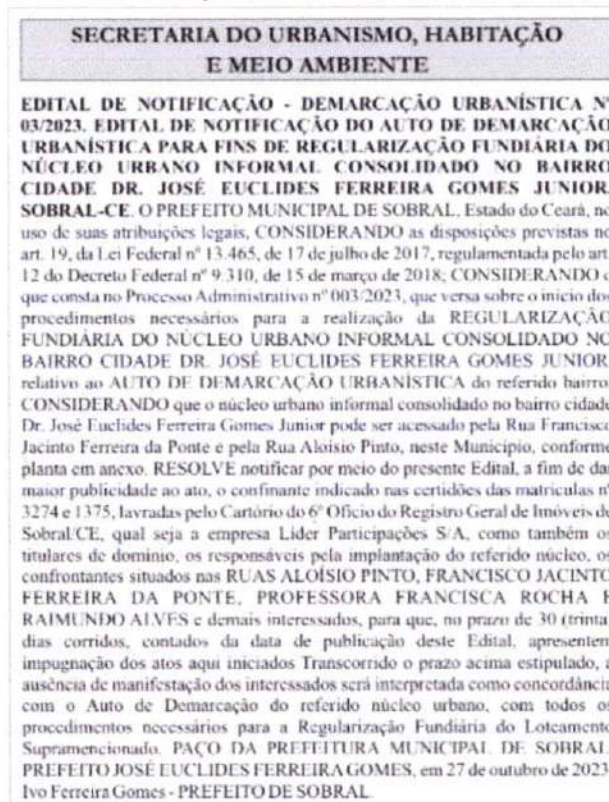 SECRETARIA DO URBANISMO, HABITAÇÃO
E MEIO AMBIENTE
EDITAL DE NOTIFICAÇÃO - DEMARCAÇÃO URBANÍSTICA Nº
03/2023. EDITAL DE NOTIFICAÇÃO DO AUTO DE DEMARCAÇÃO
URBANÍSTICA PARA FINS DE REGULARIZAÇÃO FUNDIÁRIA DO
NÚCLEO URBANO INFORMAL CONSOLIDADO NO BAIRRO
CIDADE DR. JOSÉ EUCLIDES FERREIRA GOMES JUNIOR
SOBRAL-CE. O PREFEITO MUNICIPAL DE SOBRAL, Estado do Ceará, no
uso de suas atribuições legais, CONSIDERANDO as disposições previstas no
art. 19, da Lei Federal nº 13.465, de 17 de julho de 2017, regulamentada pelo art.
12 do Decreto Federal nº 9.310, de 15 de março de 2018; CONSIDERANDO o
que consta no Processo Administrativo nº 003/2023, que versa sobre o início dos
procedimentos necessários para a realização da REGULARIZAÇÃO
FUNDIÁRIA DO NÚCLEO URBANO INFORMAL CONSOLIDADO NO
BAIRRO CIDADE DR. JOSÉ EUCLIDES FERREIRA GOMES JUNIOR
relativo ao AUTO DE DEMARCAÇÃO URBANÍSTICA do referido bairro.
CONSIDERANDO que o núcleo urbano informal consolidado no bairro cidade
Dr. José Euclides Ferreira Gomes Junior pode ser acessado pela Rua Francisco
Jacinto Ferreira da Ponte e pela Rua Aloisio Pinto, neste Município, conforme
planta em anexo. RESOLVE notificar por meio do presente Edital, a fim de dar
maior publicidade ao ato, o confinante indicado nas certidões das matrículas nº
3274 e 1375, lavradas pelo Cartório do 6º Ofício do Registro Geral de Imóveis de
Sobral/CE, qual seja a empresa Lider Participações S/A, como também os
titulares de domínio, os responsáveis pela implantação do referido núcleo, os
confrontantes situados nas RUAS ALOÍSIO PINTO, FRANCISCO JACINTO
FERREIRA DA PONTE, PROFESSORA FRANCISCA ROCHA E
RAIMUNDO ALVES e demais interessados, para que, no prazo de 30 (trinta)
dias corridos, contados da data de publicação deste Edital, apresentem
impugnação dos atos aqui iniciados Transcorrido o prazo acima estipulado, a
ausência de manifestação dos interessados será interpretada como concordância
com o Auto de Demarcação do referido núcleo urbano, com todos os
procedimentos necessários para a Regularização Fundiária do Loteamento
Supramencionado. PAÇO DA PREFEITURA MUNICIPAL DE SOBRAL
PREFEITO JOSÉ EUCLIDES FERREIRA GOMES, em 27 de outubro de 2023.
Ivo Ferreira Gomes - PREFEITO DE SOBRAL.